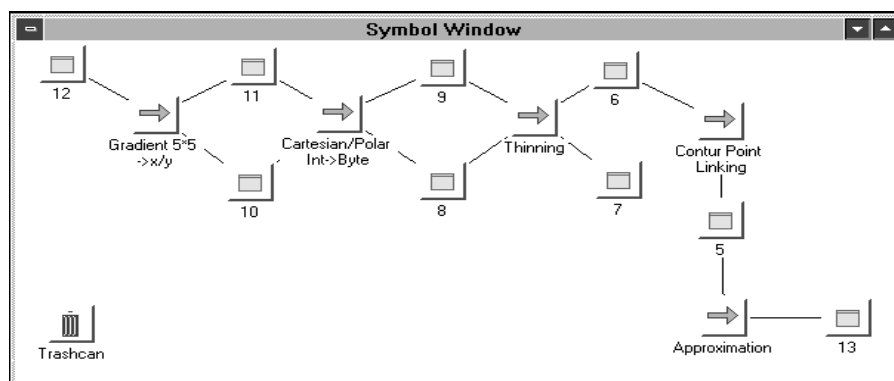 Symbol Window
12
11
9
6
Gradient 5*5
->x/y
Cartesian/Polar
Int->Byte
Thinning
Contur Point
Linking
10
8
7
5
Trashcan
Approximation
13